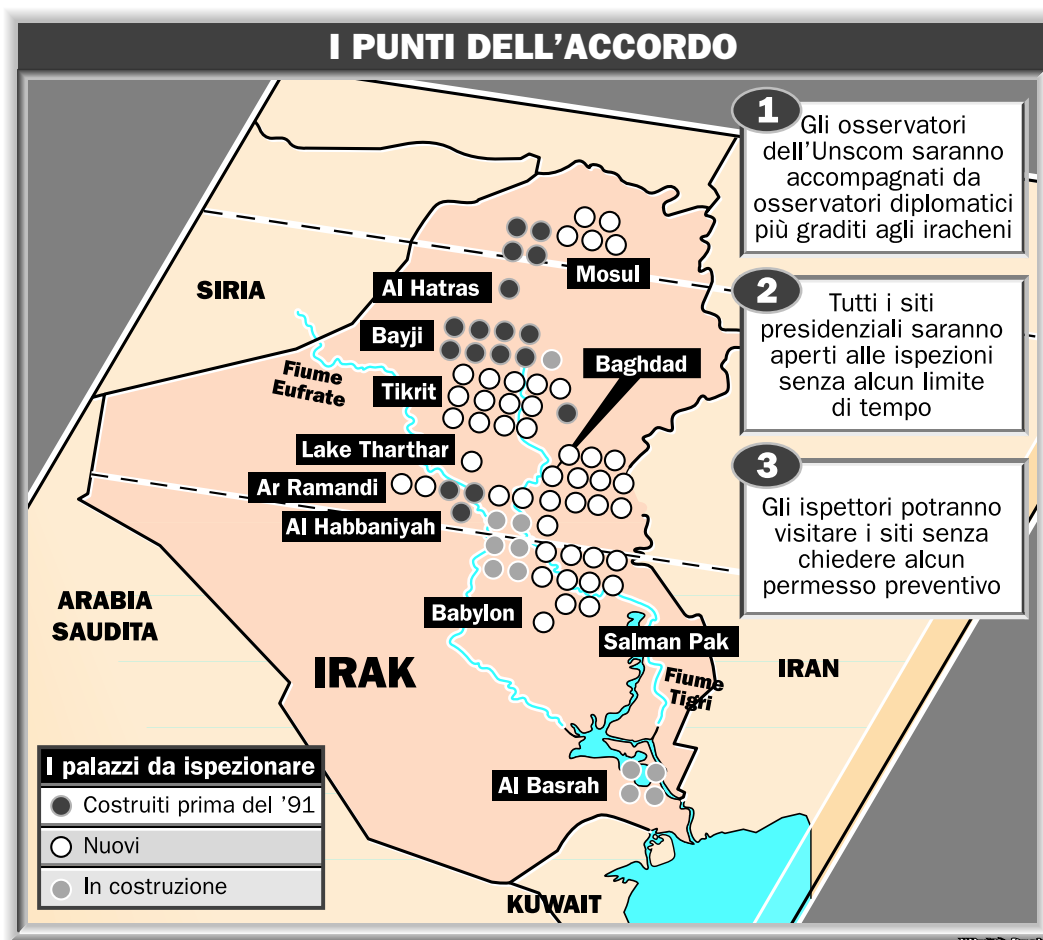 I PUNTI DELL'ACCORDO
1
Gli osservatori
dell'Unscom saranno
accompagnati da
osservatori diplomatici
più graditi agli iracheni
2
Tutti i siti
presidenziali saranno
aperti alle ispezioni
senza alcun limite
di tempo
3
Gli ispettori potranno
visitare i siti senza
chiedere alcun
permesso preventivo
Mosul
SIRIA
Al Hatras
Bayji
Baghdad
Fiume
Eufrate
Tikrit
Lake Tharthar
Ar Ramandi
Al Habbaniyah
ARABIA
SAUDITA
Babylon
Salman Pak
IRAK
IRAN
Fiume
Tigri
Al Basrah
KUWAIT
I palazzi da ispezionare
Costruiti prima del '91
Nuovi
In costruzione